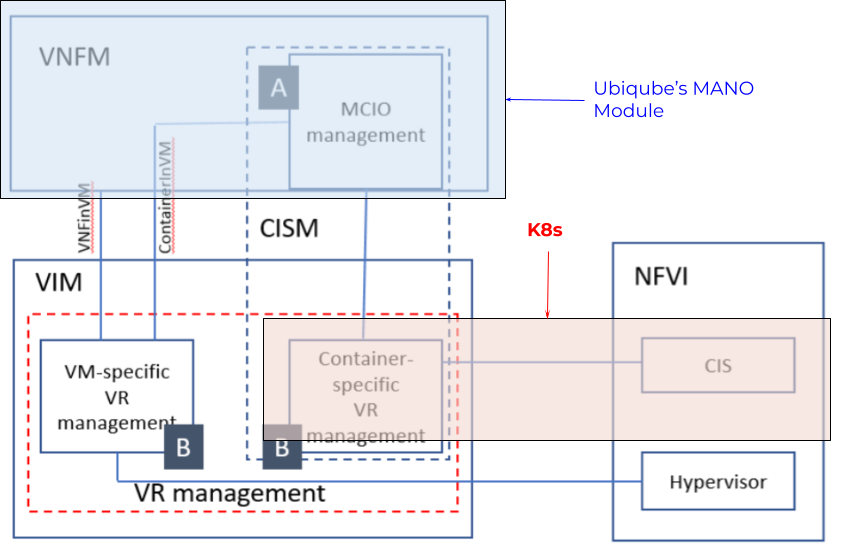 VNFM
A
MCIO
management
Ubiqube's MANO
Module
VNFinVM
ContainerInVM
CISM
K8s
VIM
NFVI
VM-specific
VR
management
B
Container-
specific
VR
management
B
CIS
VR management
Hypervisor